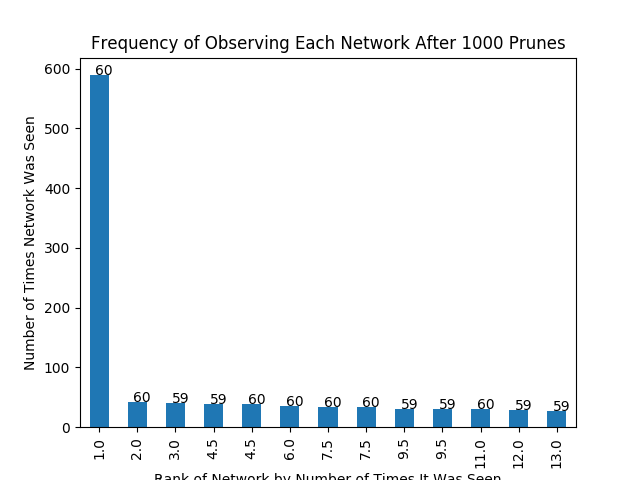 Frequency of Observing Each Network After 1000 Prunes
Number of Times Network Was Seen
600
500
400
300
200
100
0
60 60 59 59 60 60 60 60 59 59 60 59 59
1.0 2.0 3.0 4.5 4.5 6.0 7.5 7.5 9.5 9.5 11.0 12.0 13.0
Rank of Network by Number of Times It Was Seen